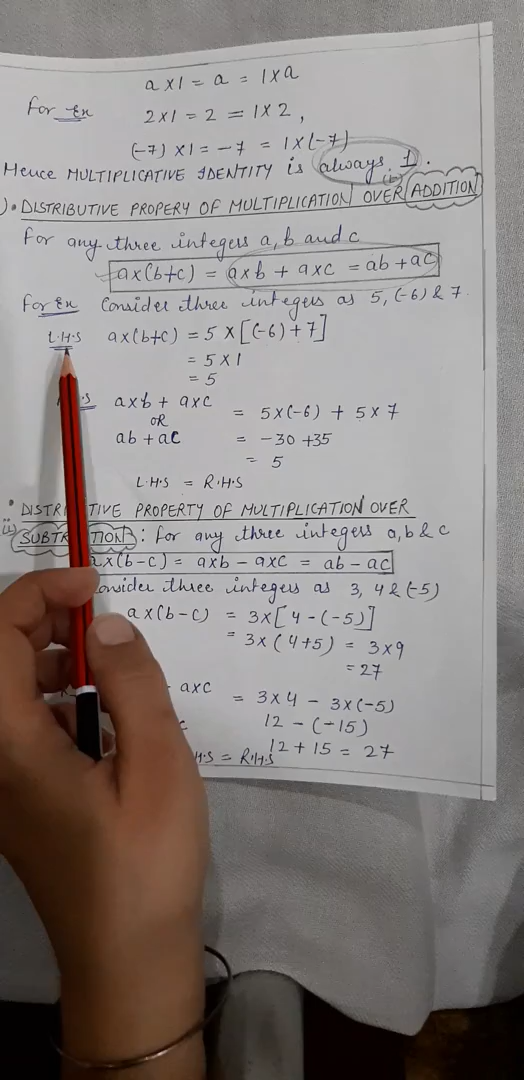 a×1 = a = 1×a
For Ex 2×1 = 2 = 1×2,
(-7)×1 = -7 = 1×(-7)
Hence MULTIPLICATIVE IDENTITY is always 1.
)• DISTRIBUTIVE PROPERY OF MULTIPLICATION OVER (i) ADDITION
For any three integers a, b and c
a×(b+c) = a×b + a×c = ab + ac
For Ex Consider three integers as 5, (-6) & 7.
L.H.S a×(b+c) = 5 × [(-6)+7]
= 5×1
= 5
.S a×b + a×c = 5×(-6) + 5×7
OR
ab + ac = -30 +35
= 5
L.H.S = R.H.S
• DISTR TIVE PROPERTY OF MULTIPLICATION OVER
ii) SUBTR TION : For any three integers a, b & c
a×(b-c) = a×b - a×c = ab - ac
onsider three integers as 3, 4 & (-5)
a×(b-c) = 3×[4-(-5)]
= 3×(4+5) = 3×9
= 27
a×c = 3×4 - 3×(-5)
c 12 - (-15)
12 + 15 = 27
.H.S = R.H.S